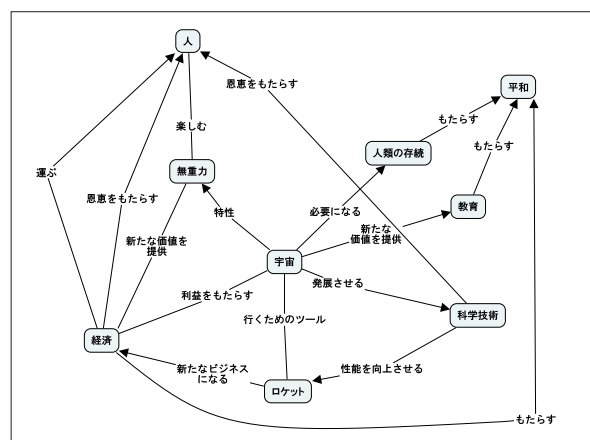 人
恩恵をもたらす
平和
もたらす
楽しむ
もたらす
人類の存続
運ぶ
無重力
恩恵をもたらす
特性
必要になる
教育
新たな価値を
提供
新たな
価値を提供
宇宙
発展させる
利益をもたらす
行くためのツール
科学技術
経済
新たなビジネス
になる
性能を向上させる
ロケット
もたらす